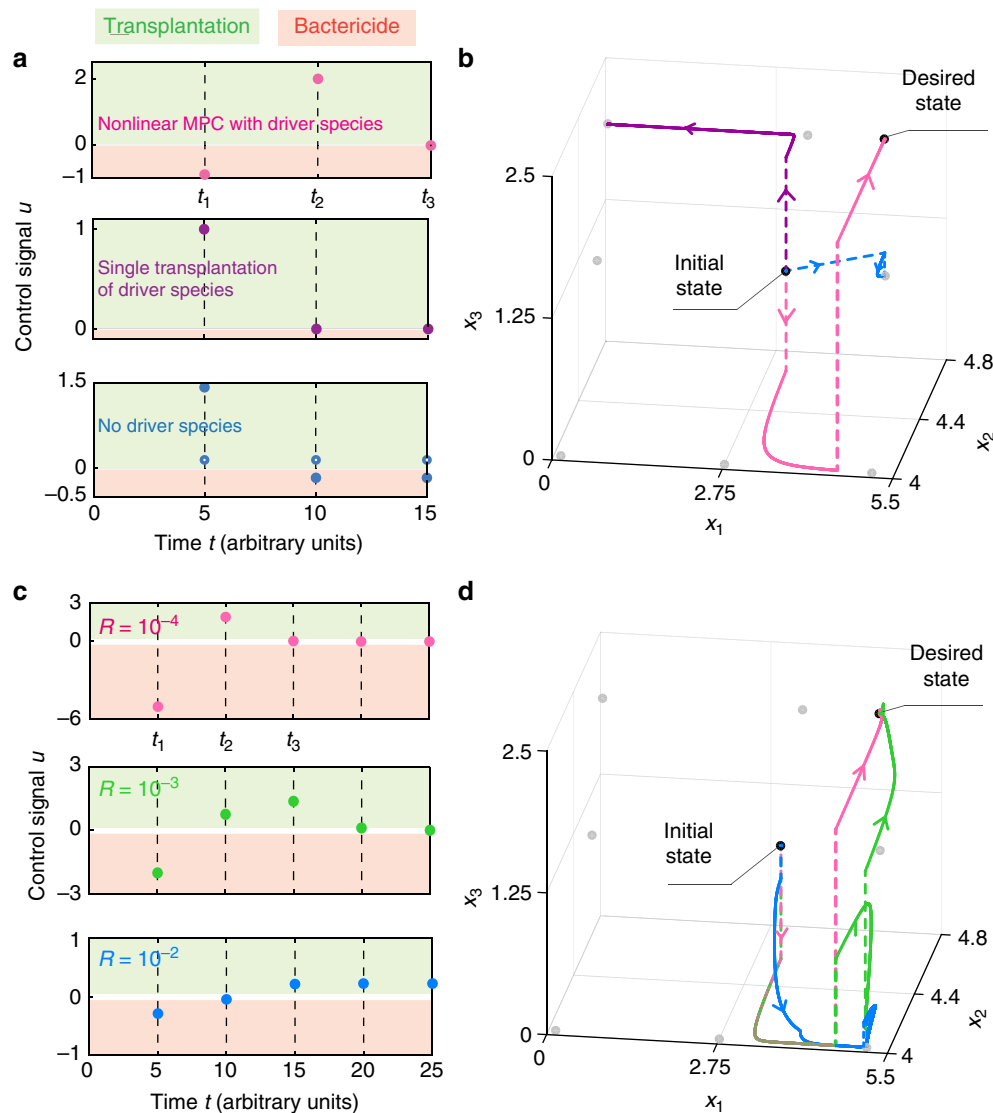 Transplantation
Bactericide
a
2
0
−1
Nonlinear MPC with driver species
t1
t2
t3
1
0
Single transplantation
of driver species
Control signal u
1.5
0
−0.5
No driver species
0
5
10
15
Time t (arbitrary units)
b
Desired
state
Initial
state
2.5
1.25
0
x3
0
2.75
5.5
x1
4
4.4
4.8
x2
c
3
0
−6
R = 10−4
t1
t2
t3
3
0
−3
R = 10−3
Control signal u
1
0
−1
R = 10−2
0
5
10
15
20
25
Time t (arbitrary units)
d
Desired
state
Initial
state
2.5
1.25
0
x3
0
2.75
5.5
x1
4
4.4
4.8
x2